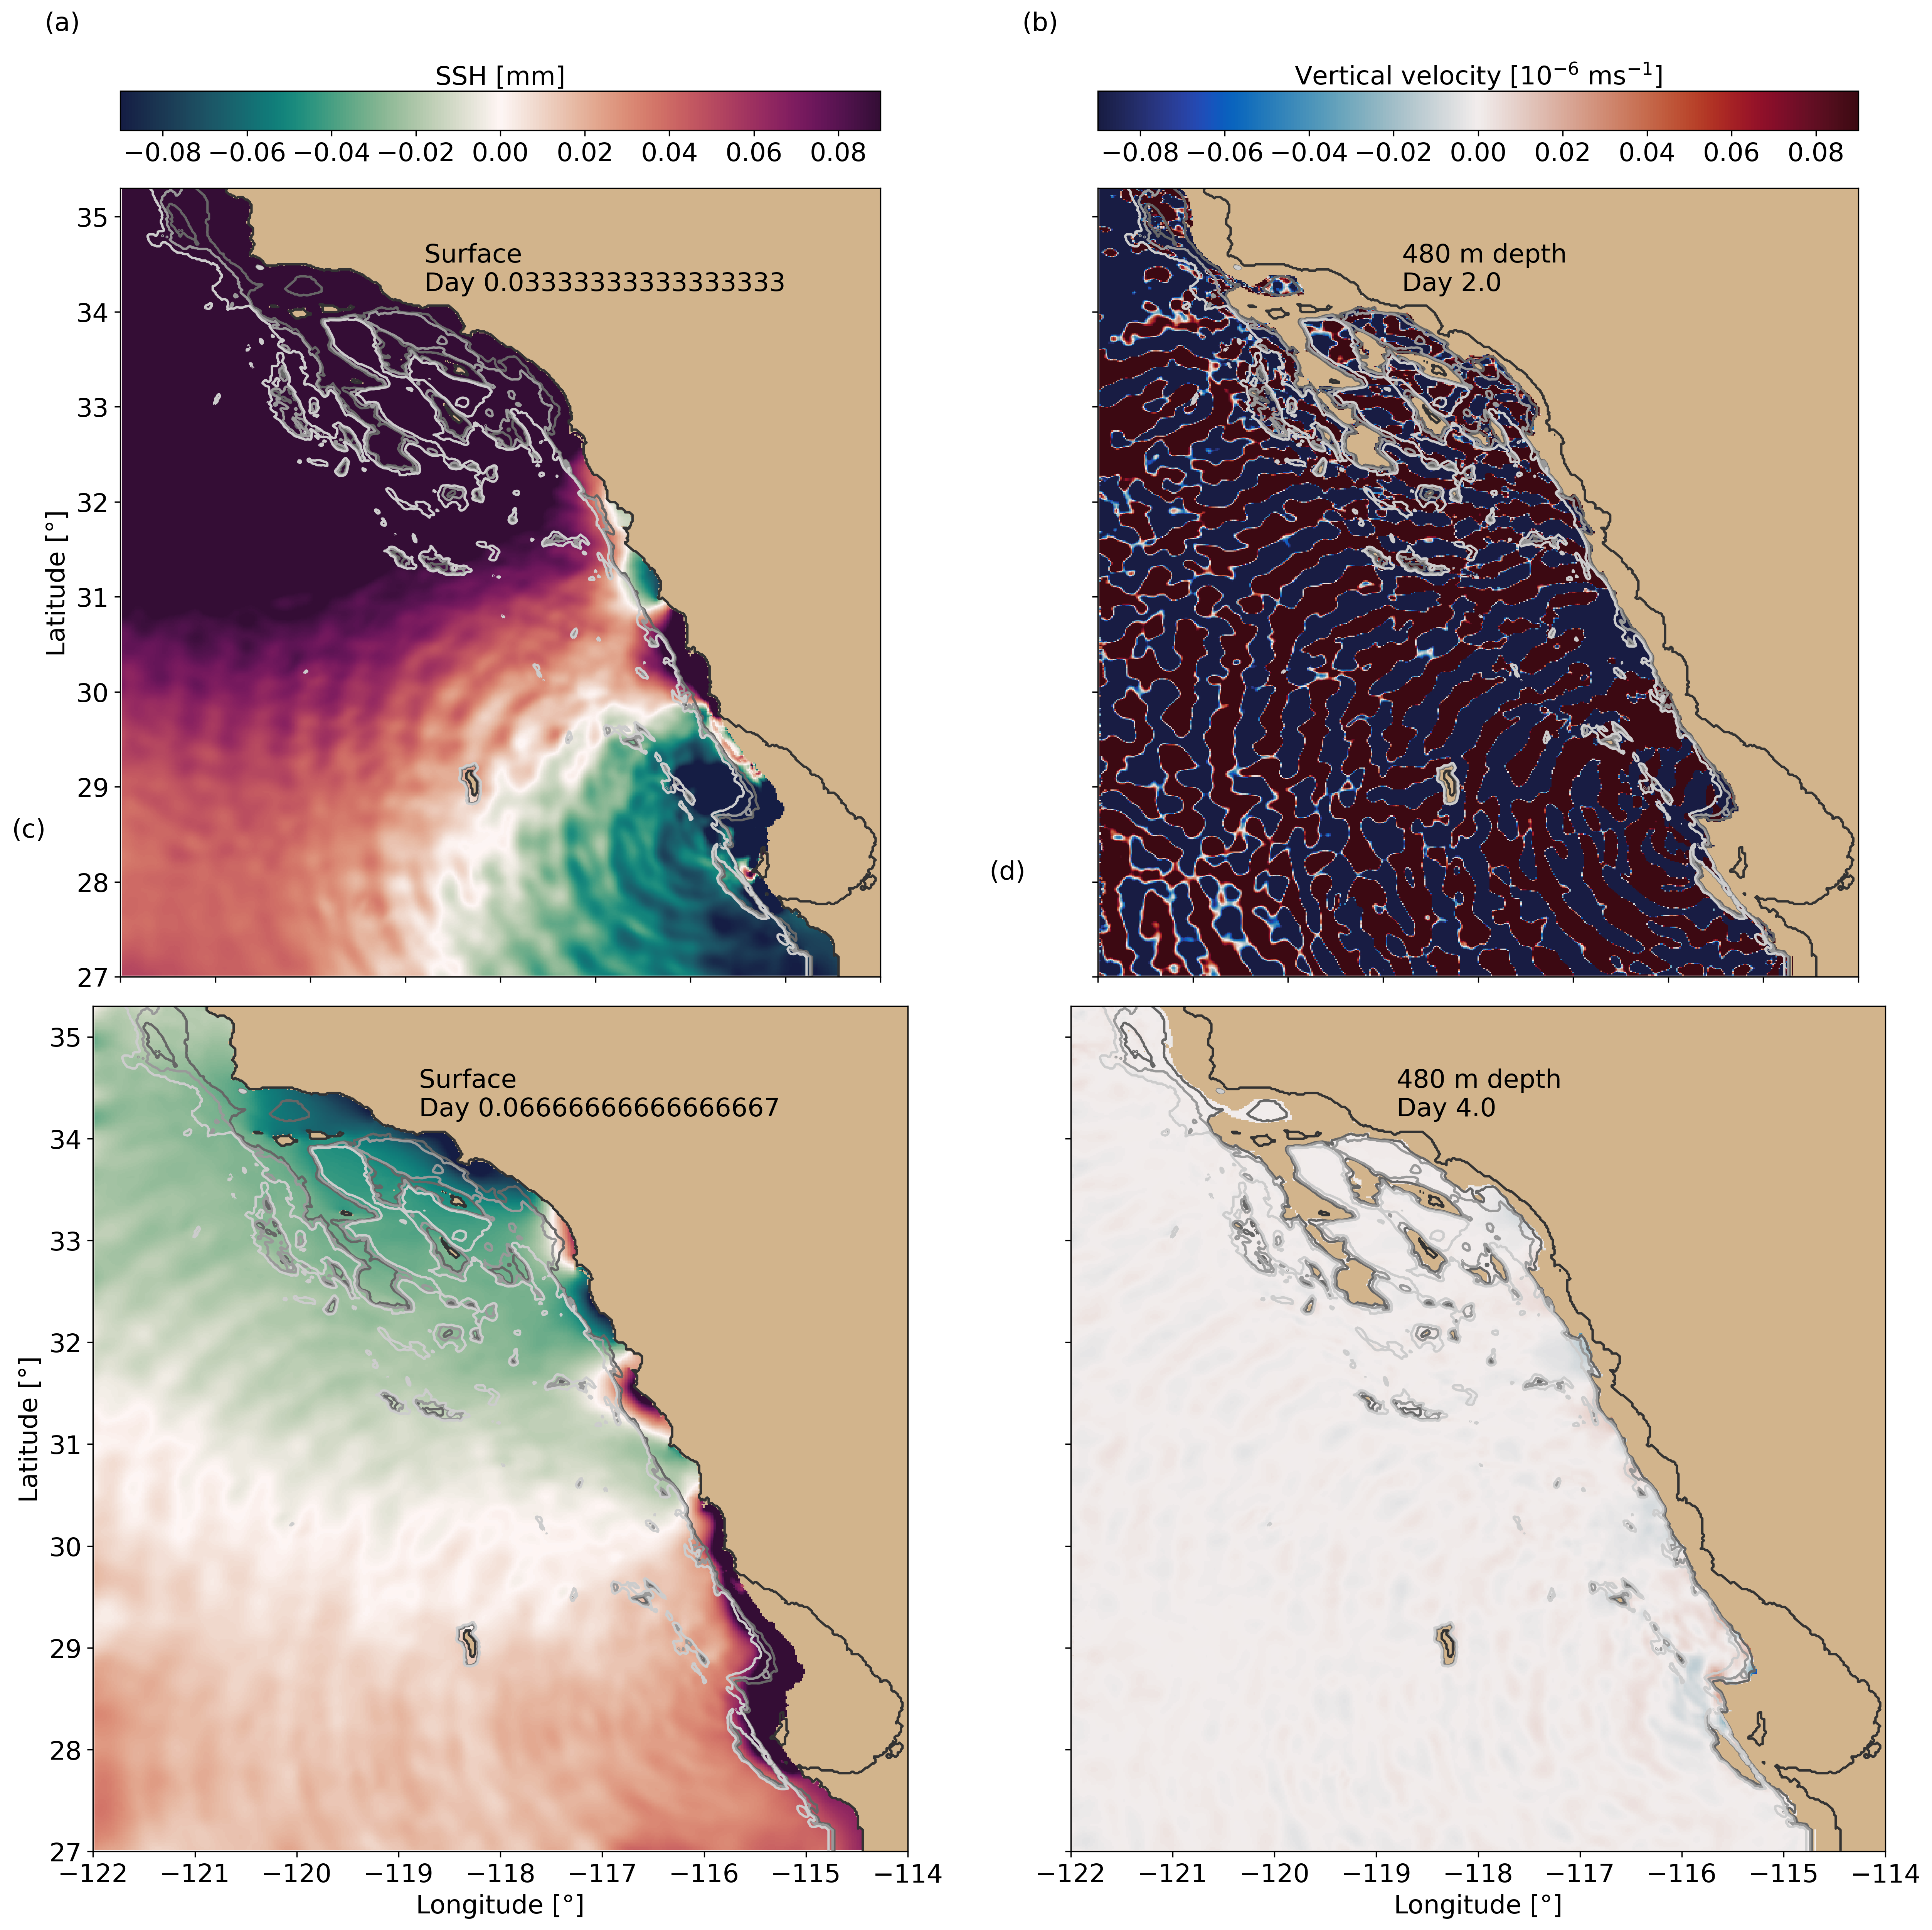 (a)
(b)
SSH [mm]
−0.08 −0.06 −0.04 −0.02 0.00 0.02 0.04 0.06 0.08
Vertical velocity [10⁻⁶ ms⁻¹]
−0.08 −0.06 −0.04 −0.02 0.00 0.02 0.04 0.06 0.08
Surface
Day 0.03333333333333333
35
34
33
32
31
30
29
28
27
Latitude [°]
480 m depth
Day 2.0
(c)
(d)
Surface
Day 0.06666666666666667
35
34
33
32
31
30
29
28
27
Latitude [°]
−122 −121 −120 −119 −118 −117 −116 −115 −114
Longitude [°]
480 m depth
Day 4.0
−122 −121 −120 −119 −118 −117 −116 −115 −114
Longitude [°]